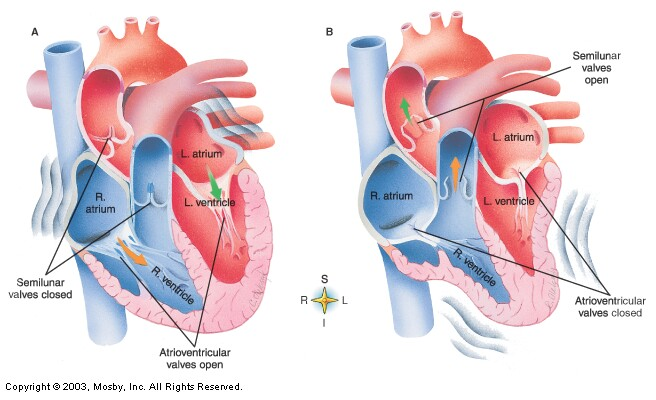 A
L. atrium
R.
atrium
L. ventricle
R. ventricle
Semilunar
valves closed
Atrioventricular
valves open
B
Semilunar
valves
open
L. atrium
R. atrium
L. ventricle
R. ventricle
Atrioventricular
valves closed
S
R
L
I
Copyright © 2003, Mosby, Inc. All Rights Reserved.